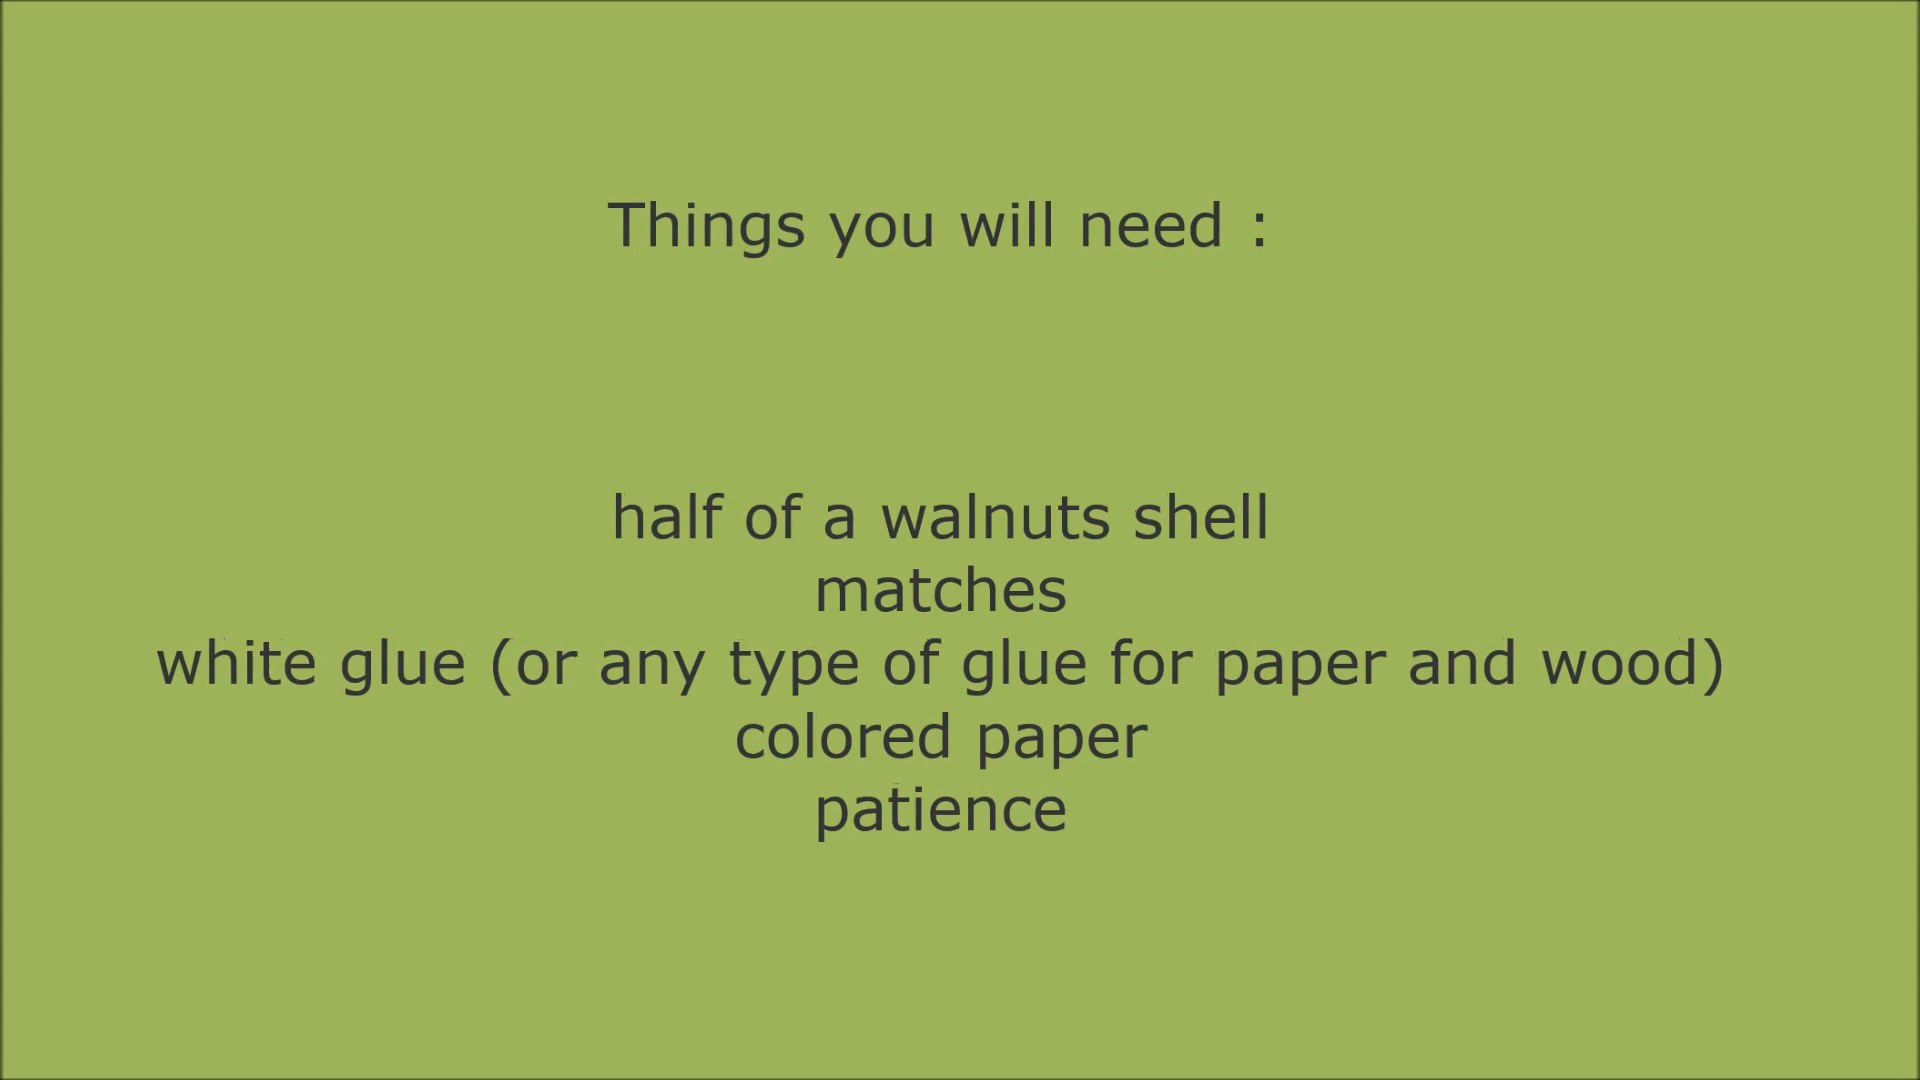 Things you will need :
half of a walnuts shell
matches
white glue (or any type of glue for paper and wood)
colored paper
patience